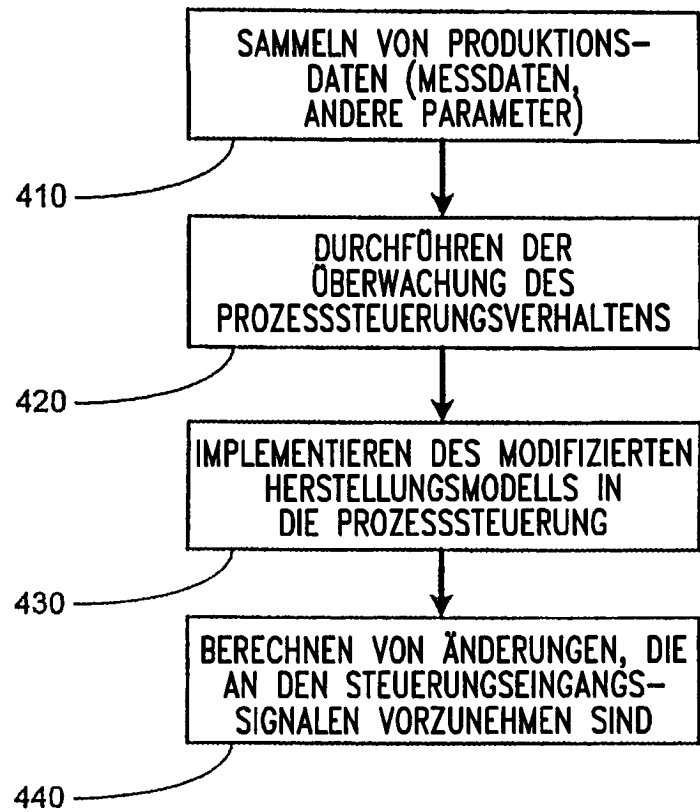 SAMMELN VON PRODUKTIONS-
DATEN (MESSDATEN,
ANDERE PARAMETER)
410
DURCHFÜHREN DER
ÜBERWACHUNG DES
PROZESSSTEUERUNGSVERHALTENS
420
IMPLEMENTIEREN DES MODIFIZIERTEN
HERSTELLUNGSMODELLS IN
DIE PROZESSSTEUERUNG
430
BERECHNEN VON ÄNDERUNGEN, DIE
AN DEN STEUERUNGSEINGANGS-
SIGNALEN VORZUNEHMEN SIND
440